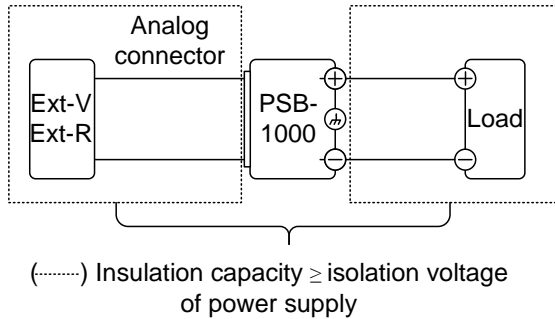 Analog
connector
Ext-V
Ext-R
PSB-
1000
Load
(.........) Insulation capacity ≥ isolation voltage
of power supply